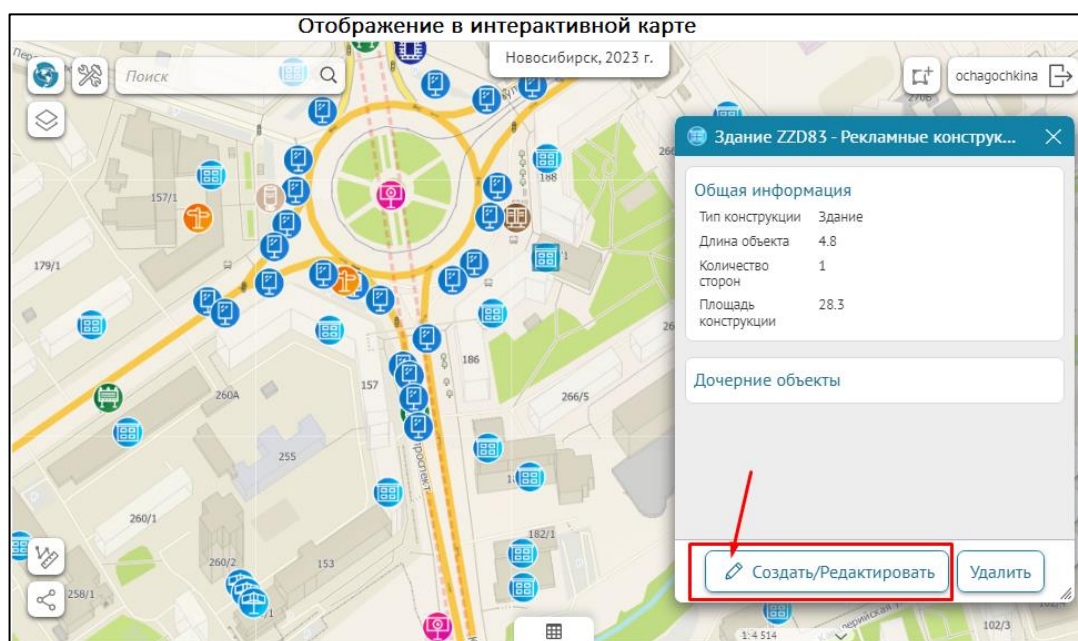 Отображение в интерактивной карте
Поиск
Новосибирск, 2023 г.
ochagochkina
270Б
Здание ZZD83 - Рекламные конструк...
Общая информация
Тип конструкции Здание
Длина объекта 4.8
Количество сторон 1
Площадь конструкции 28.3
Дочерние объекты
Создать/Редактировать
Удалить
157/1
188
179/1
186
157
260А
266/5
255
проспект
260/1
182/1
260/2
153
258/1
1: 4 514
102/3